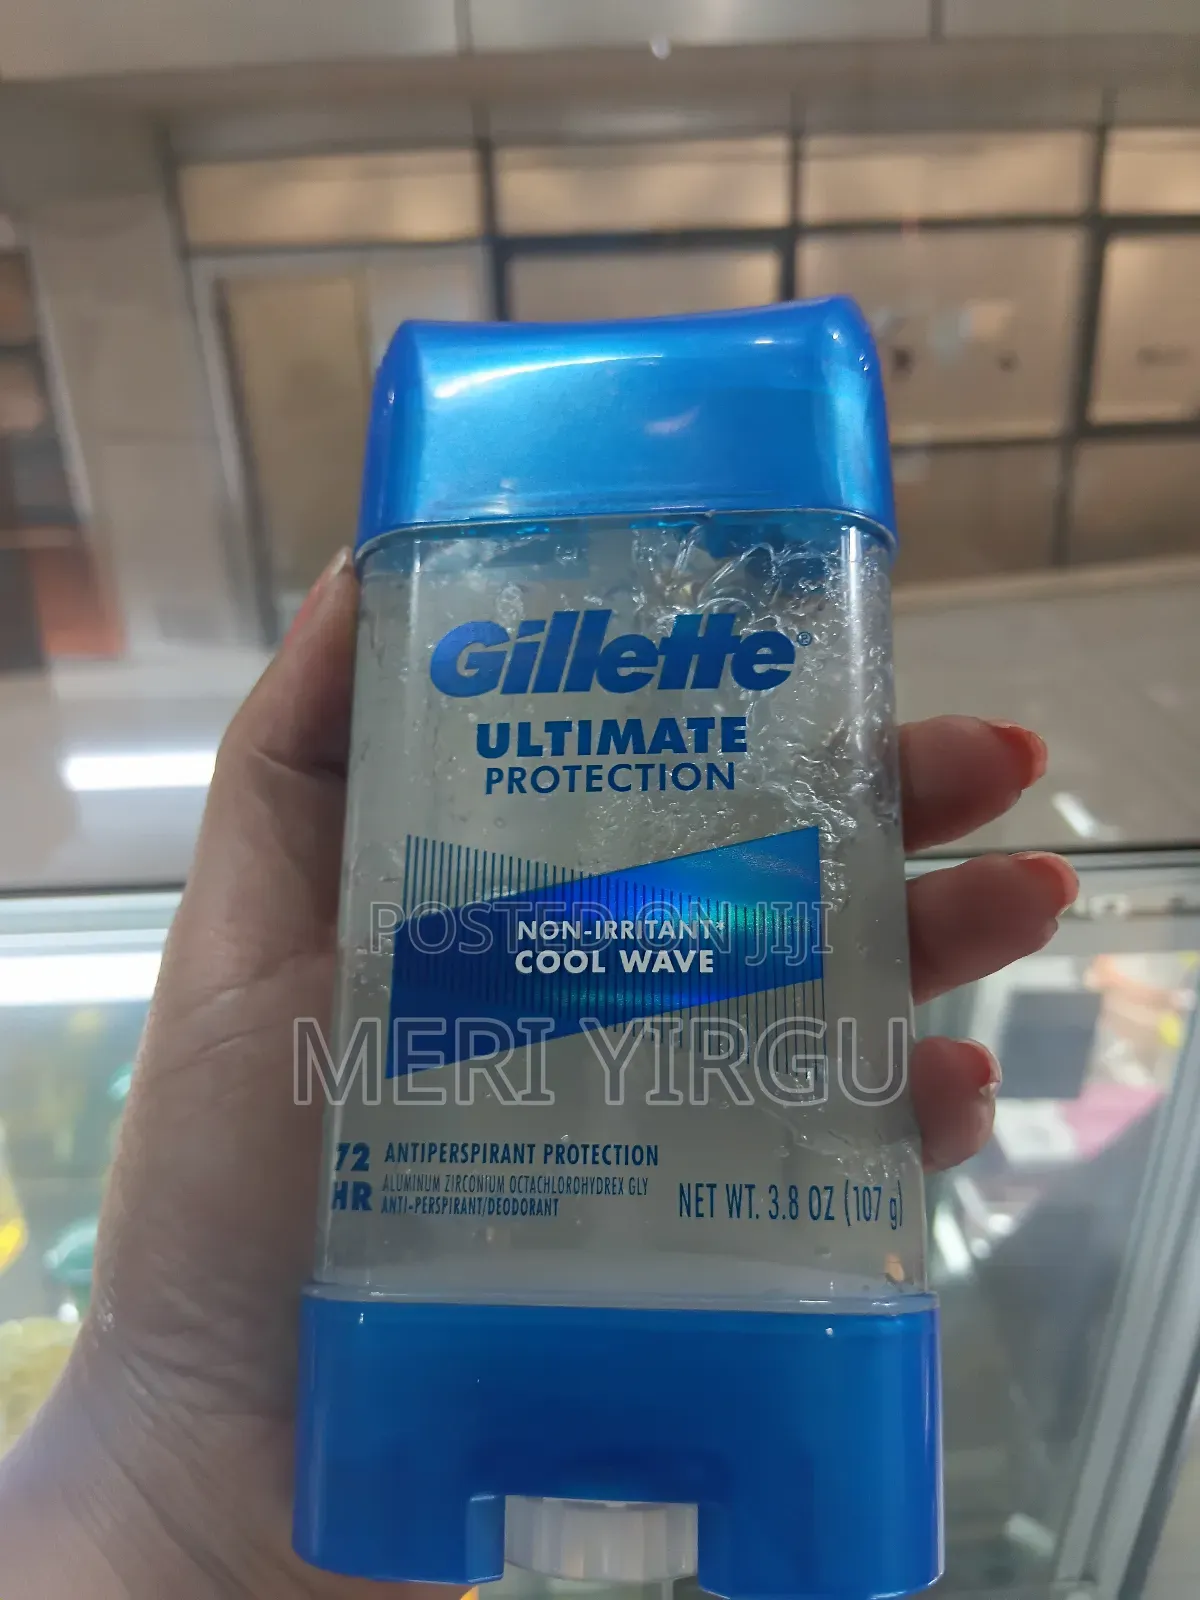 Gillette®
ULTIMATE
PROTECTION
POSTED ON JIJI
NON-IRRITANT*
COOL WAVE
MERI YIRGU
72 HR
ANTIPERSPIRANT PROTECTION
ALUMINUM ZIRCONIUM OCTACHLOROHYDREX GLY
ANTI-PERSPIRANT/DEODORANT
NET WT. 3.8 OZ (107 g)